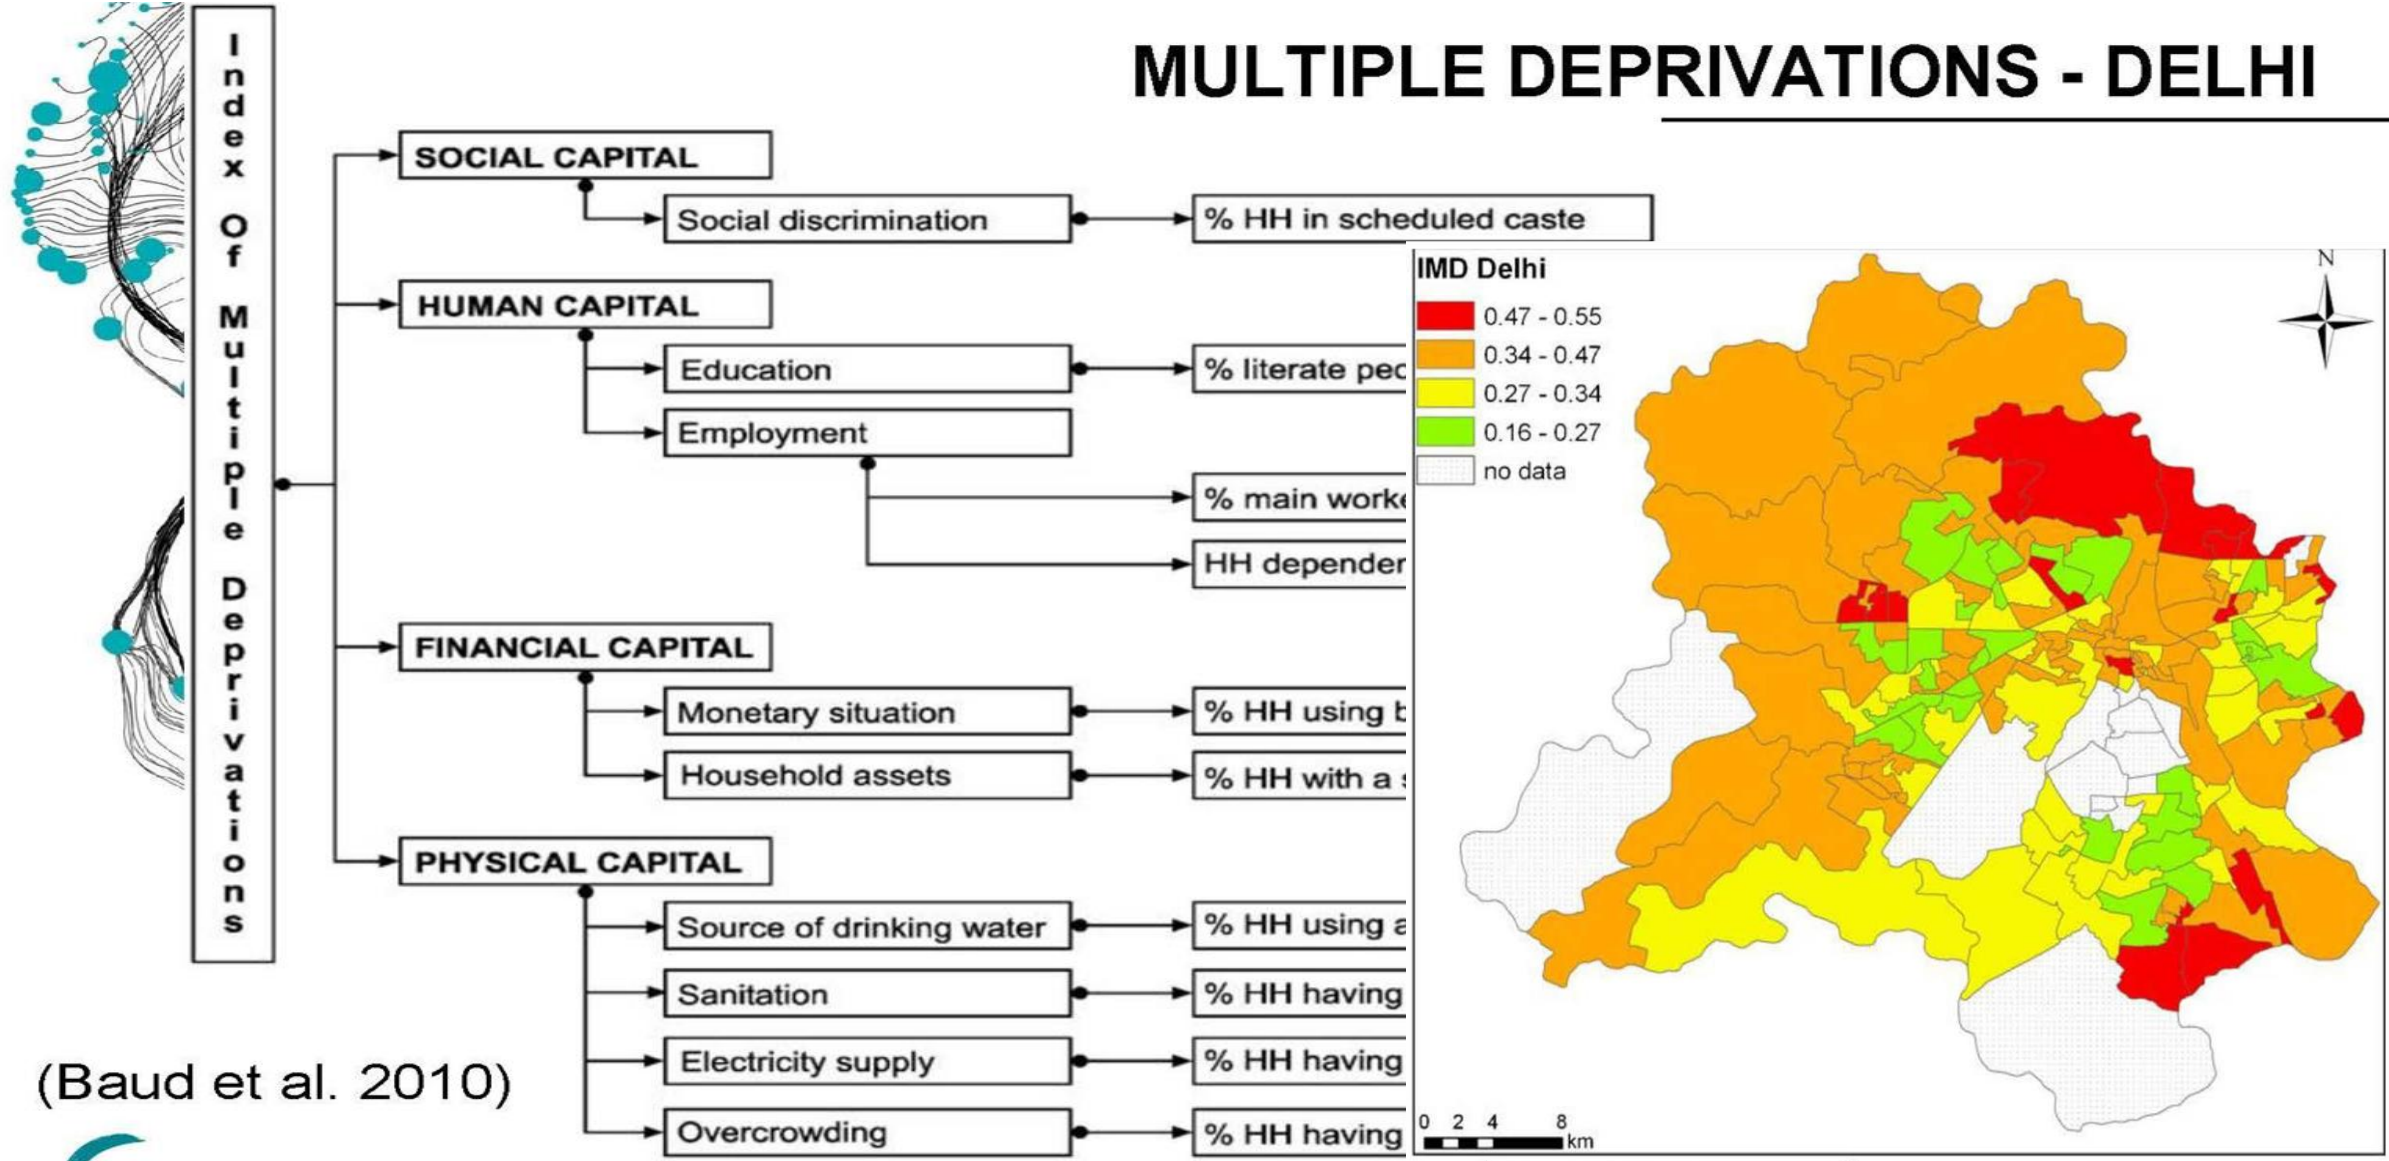 MULTIPLE DEPRIVATIONS - DELHI
Index Of Multiple Deprivations
SOCIAL CAPITAL
Social discrimination
% HH in scheduled caste
HUMAN CAPITAL
Education
% literate
Employment
% main
HH
FINANCIAL CAPITAL
Monetary situation
% HH using
Household assets
% HH with a
PHYSICAL CAPITAL
Source of drinking water
% HH using
Sanitation
% HH having
Electricity supply
% HH having
Overcrowding
% HH having
IMD Delhi
0.47 - 0.55
0.34 - 0.47
0.27 - 0.34
0.16 - 0.27
no data
N
0 2 4 8
km
(Baud et al. 2010)